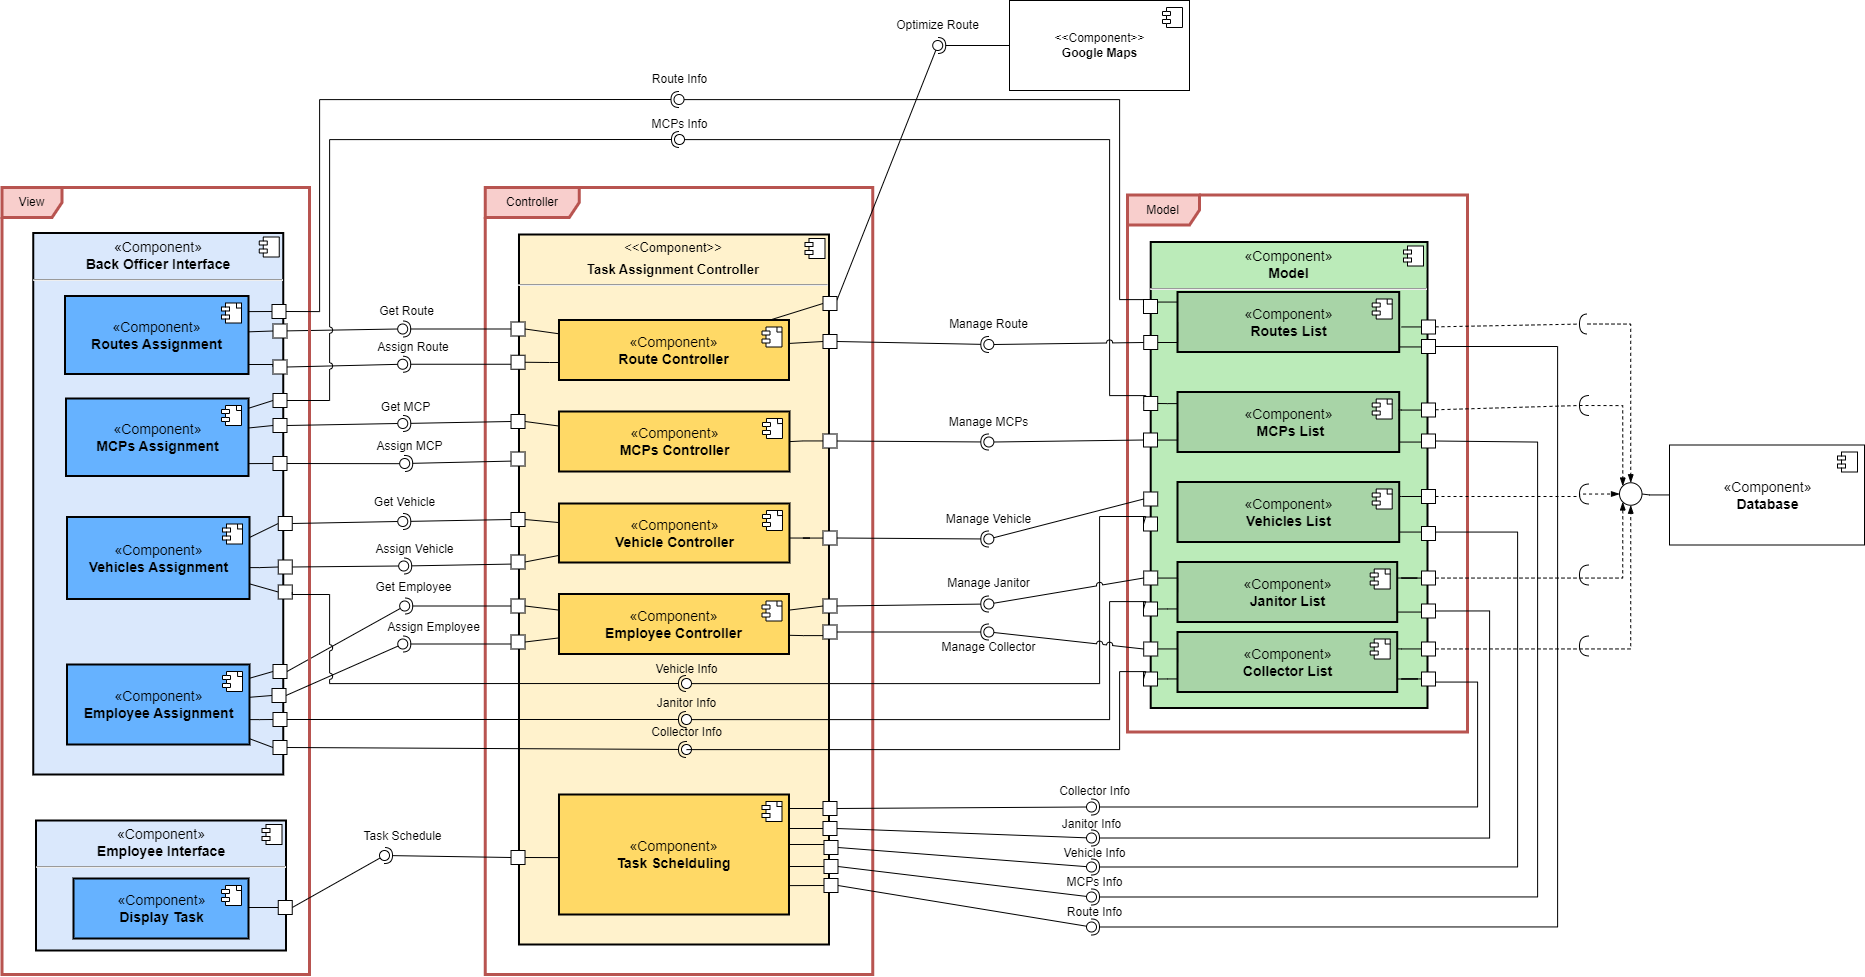 Optimize Route
<<Component>>
Google Maps
Route Info
MCPs Info
View
«Component»
Back Officer Interface
«Component»
Routes Assignment
«Component»
MCPs Assignment
«Component»
Vehicles Assignment
«Component»
Employee Assignment
«Component»
Employee Interface
«Component»
Display Task
Get Route
Assign Route
Get MCP
Assign MCP
Get Vehicle
Assign Vehicle
Get Employee
Assign Employee
Task Schedule
Controller
<<Component>>
Task Assignment Controller
«Component»
Route Controller
«Component»
MCPs Controller
«Component»
Vehicle Controller
«Component»
Employee Controller
Vehicle Info
Janitor Info
Collector Info
«Component»
Task Schelduling
Manage Route
Manage MCPs
Manage Vehicle
Manage Janitor
Manage Collector
Collector Info
Janitor Info
Vehicle Info
MCPs Info
Route Info
Model
«Component»
Model
«Component»
Routes List
«Component»
MCPs List
«Component»
Vehicles List
«Component»
Janitor List
«Component»
Collector List
«Component»
Database